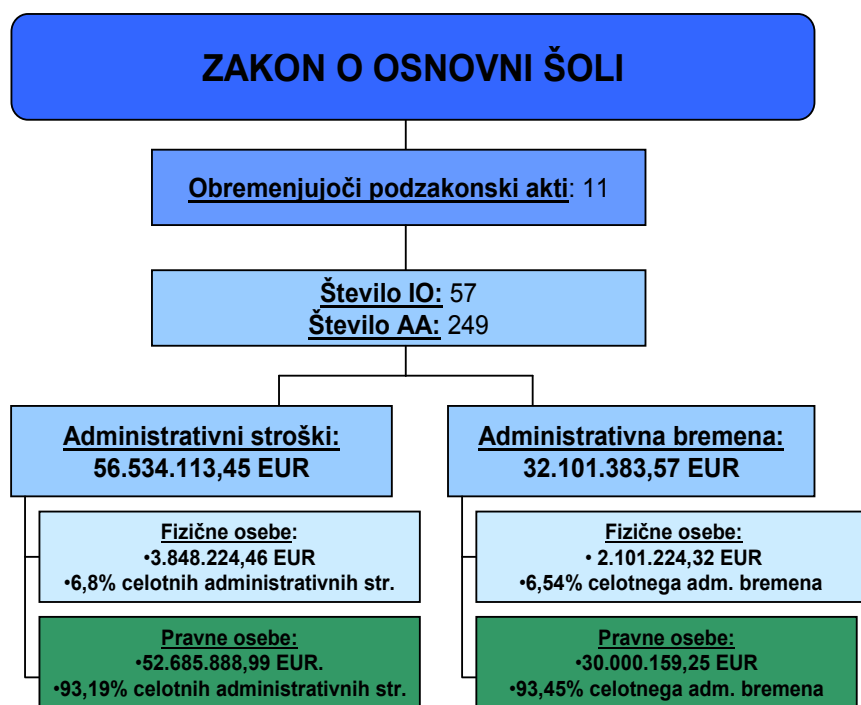 ZAKON O OSNOVNI ŠOLI
Obremenjujoči podzakonski akti: 11
Število IO: 57
Število AA: 249
Administrativni stroški:
56.534.113,45 EUR
Fizične osebe:
•3.848.224,46 EUR
•6,8% celotnih administrativnih str.
Pravne osebe:
•52.685.888,99 EUR.
•93,19% celotnih administrativnih str.
Administrativna bremena:
32.101.383,57 EUR
Fizične osebe:
• 2.101.224,32 EUR
•6,54% celotnega adm. bremena
Pravne osebe:
•30.000.159,25 EUR
•93,45% celotnega adm. bremena